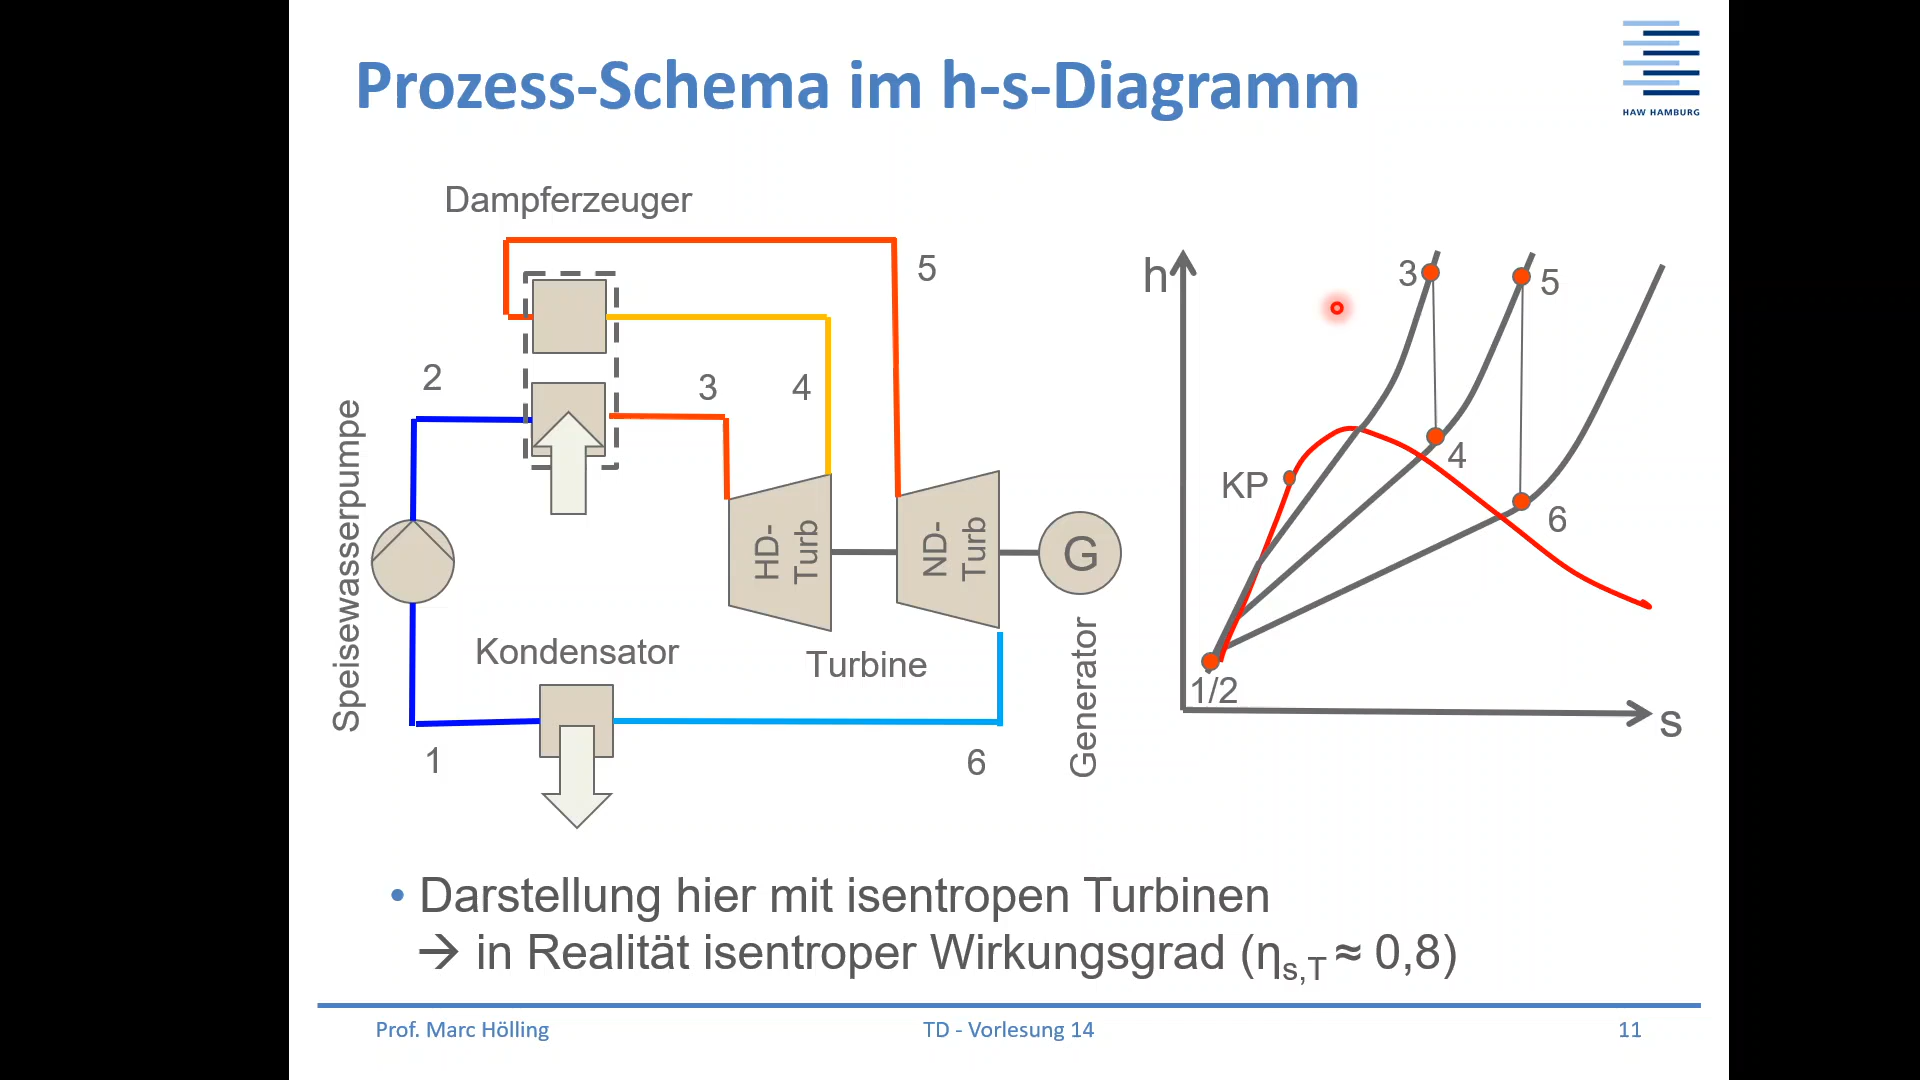 Prozess-Schema im h-s-Diagramm
HAW HAMBURG
Dampferzeuger
5
2
3
4
Speisewasserpumpe
HD-
Turb
ND-
Turb
G
Kondensator
Turbine
Generator
1
6
h
3
5
4
KP
6
1/2
s
• Darstellung hier mit isentropen Turbinen
→ in Realität isentroper Wirkungsgrad (ηs,T ≈ 0,8)
Prof. Marc Hölling
TD - Vorlesung 14
11